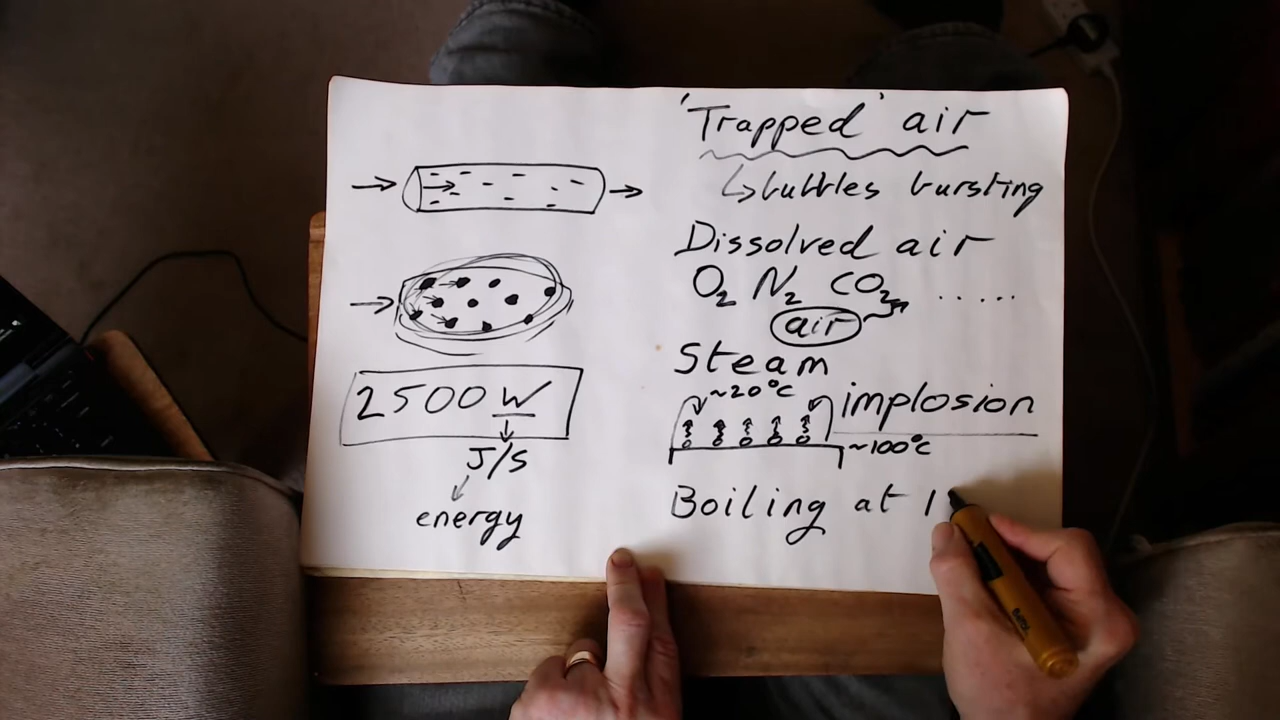 2500 W
J/s
energy
'Trapped' air
↳ bubbles bursting
Dissolved air
O₂ N₂ CO₂ ......
air
Steam
~20°C
implosion
~100°C
Boiling at 1